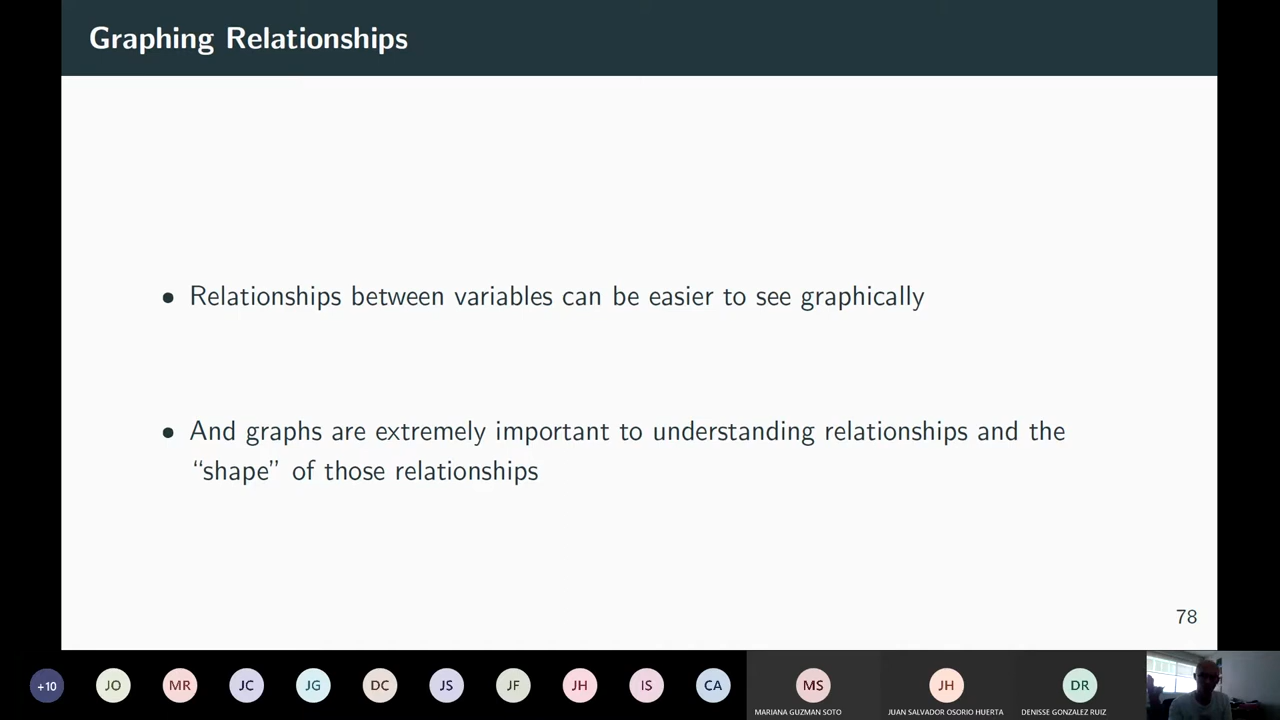 Graphing Relationships
• Relationships between variables can be easier to see graphically
• And graphs are extremely important to understanding relationships and the
“shape” of those relationships
78
+10 JO MR JC JG DC JS JF JH IS CA MS JH DR
MARIANA GUZMAN SOTO JUAN SALVADOR OSORIO HUERTA DENISSE GONZALEZ RUIZ